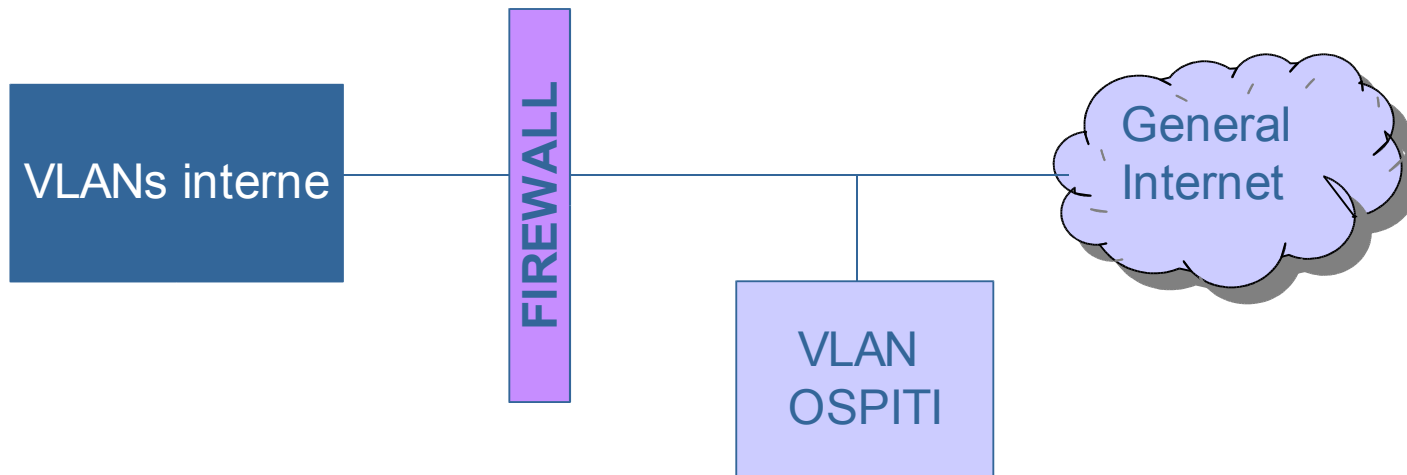 VLANs interne
FIREWALL
General
Internet
VLAN
OSPITI